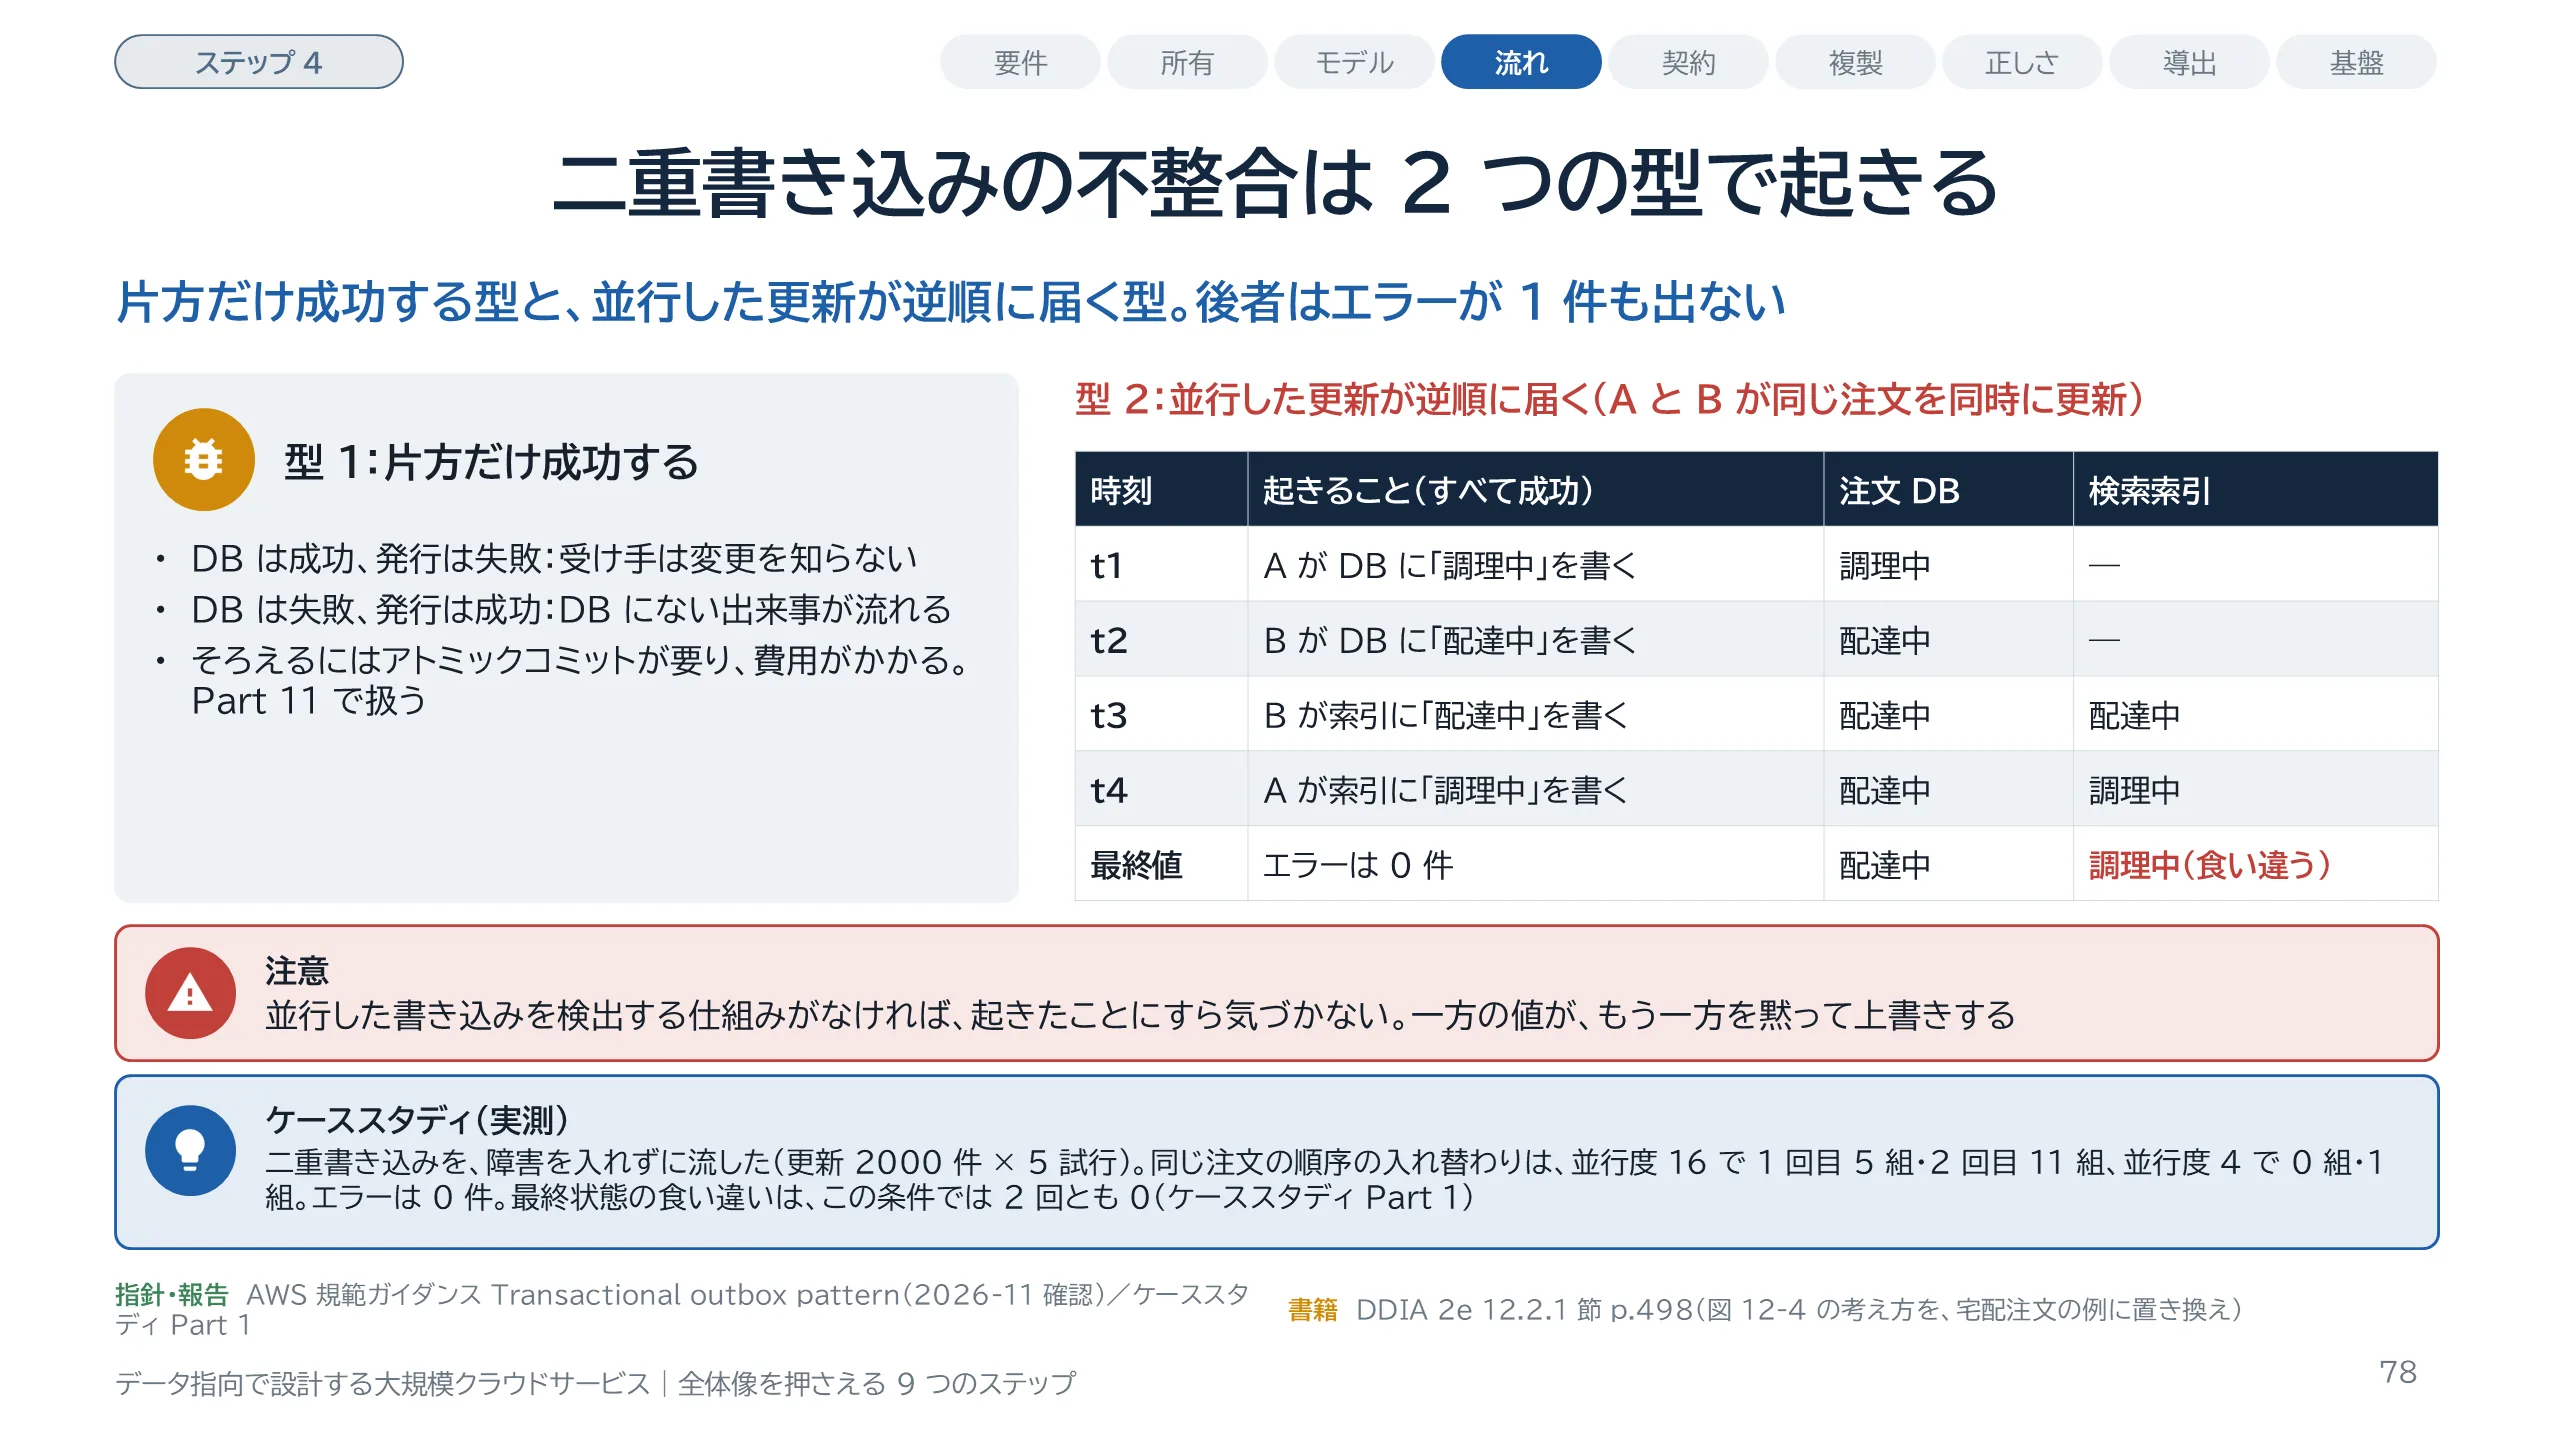 ステップ 4
要件
所有
モデル
流れ
契約
複製
正しさ
導出
基盤
二重書き込みの不整合は 2 つの型で起きる
片方だけ成功する型と、並行した更新が逆順に届く型。後者はエラーが 1 件も出ない
型 1：片方だけ成功する
• DB は成功、発行は失敗：受け手は変更を知らない
• DB は失敗、発行は成功：DB にない出来事が流れる
• そろえるにはアトミックコミットが要り、費用がかかる。
Part 11 で扱う
型 2：並行した更新が逆順に届く（A と B が同じ注文を同時に更新）
時刻 起きること（すべて成功） 注文 DB 検索索引
t1 A が DB に「調理中」を書く 調理中 —
t2 B が DB に「配達中」を書く 配達中 —
t3 B が索引に「配達中」を書く 配達中 配達中
t4 A が索引に「調理中」を書く 配達中 調理中
最終値 エラーは 0 件 配達中 調理中（食い違う）
注意
並行した書き込みを検出する仕組みがなければ、起きたことにすら気づかない。一方の値が、もう一方を黙って上書きする
ケーススタディ（実測）
二重書き込みを、障害を入れずに流した（更新 2000 件 × 5 試行）。同じ注文の順序の入れ替わりは、並行度 16 で 1 回目 5 組・2 回目 11 組、並行度 4 で 0 組・1
組。エラーは 0 件。最終状態の食い違いは、この条件では 2 回とも 0（ケーススタディ Part 1）
指針・報告 AWS 規範ガイダンス Transactional outbox pattern（2026-11 確認）／ケーススタ
ディ Part 1
書籍 DDIA 2e 12.2.1 節 p.498（図 12-4 の考え方を、宅配注文の例に置き換え）
データ指向で設計する大規模クラウドサービス｜全体像を押さえる 9 つのステップ
78